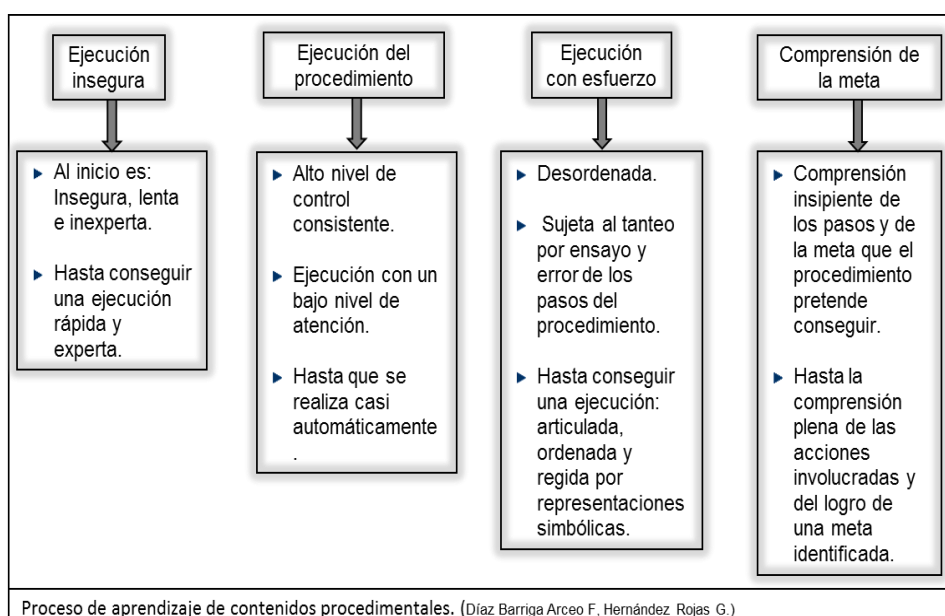 Ejecución
insegura
Al inicio es:
Insegura, lenta
e inexperta.
Hasta conseguir
una ejecución
rápida y
experta.
Ejecución del
procedimiento
Alto nivel de
control
consistente.
Ejecución con un
bajo nivel de
atención.
Hasta que se
realiza casi
automáticamente
.
Ejecución
con esfuerzo
Desordenada.
Sujeta al tanteo
por ensayo y
error de los
pasos del
procedimiento.
Hasta conseguir
una ejecución:
articulada,
ordenada y
regida por
representaciones
simbólicas.
Comprensión de
la meta
Comprensión
insipiente de
los pasos y de
la meta que el
procedimiento
pretende
conseguir.
Hasta la
comprensión
plena de las
acciones
involucradas y
del logro de
una meta
identificada.
Proceso de aprendizaje de contenidos procedimentales. (Díaz Barriga Arceo F, Hernández Rojas G.)